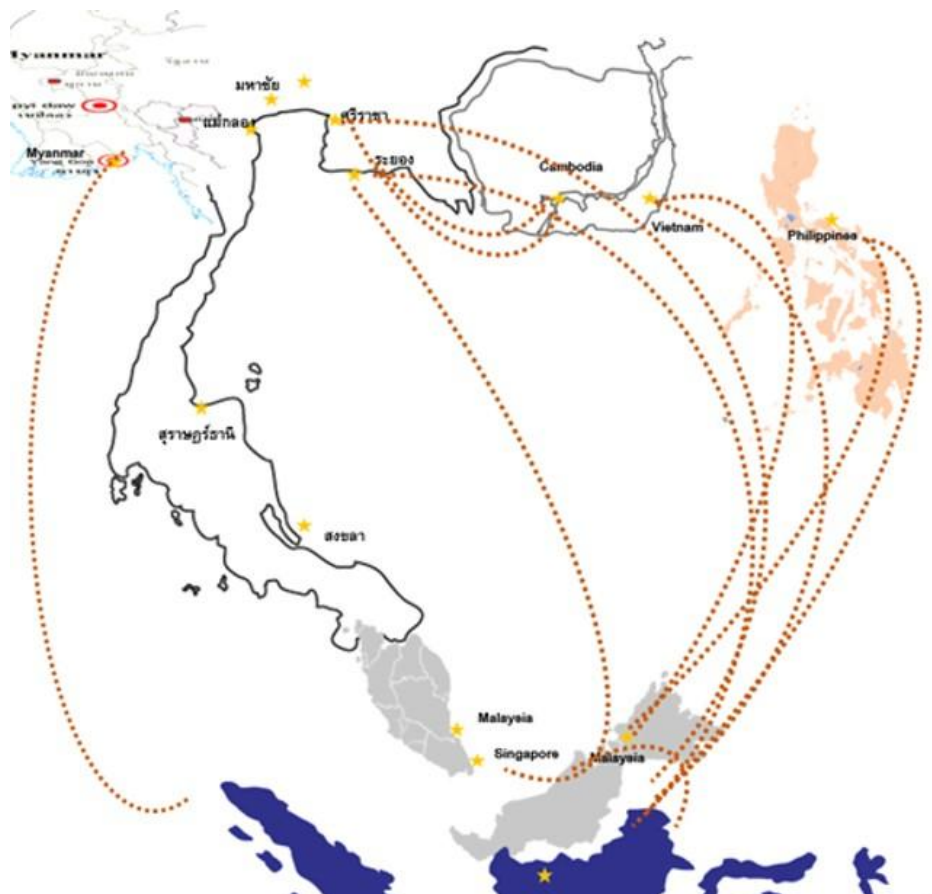 Myanmar
มหาชัย
แม่กลอง
ศรีราชา
Myanmar
ระยอง
Cambodia
Vietnam
Philippines
สุราษฎร์ธานี
สงขลา
Malaysia
Singapore
Malaysia